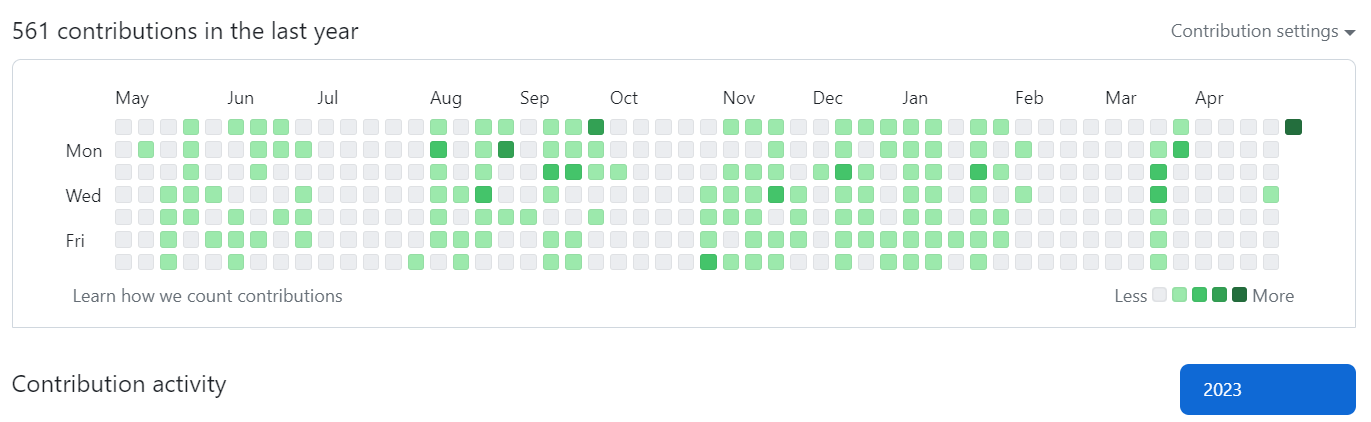 561 contributions in the last year
Contribution settings
May Jun Jul Aug Sep Oct Nov Dec Jan Feb Mar Apr
Mon
Wed
Fri
Learn how we count contributions
Less More
Contribution activity
2023